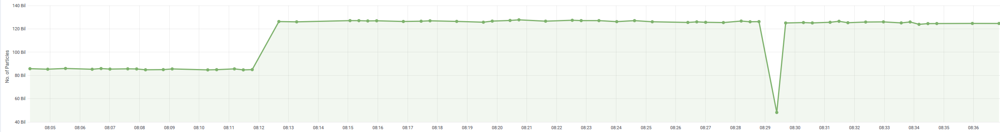 140 Bil
120 Bil
100 Bil
80 Bil
60 Bil
40 Bil
No. of Particles
08:05 08:06 08:07 08:08 08:09 08:10 08:11 08:12 08:13 08:14 08:15 08:16 08:17 08:18 08:19 08:20 08:21 08:22 08:23 08:24 08:25 08:26 08:27 08:28 08:29 08:30 08:31 08:32 08:33 08:34 08:35 08:36